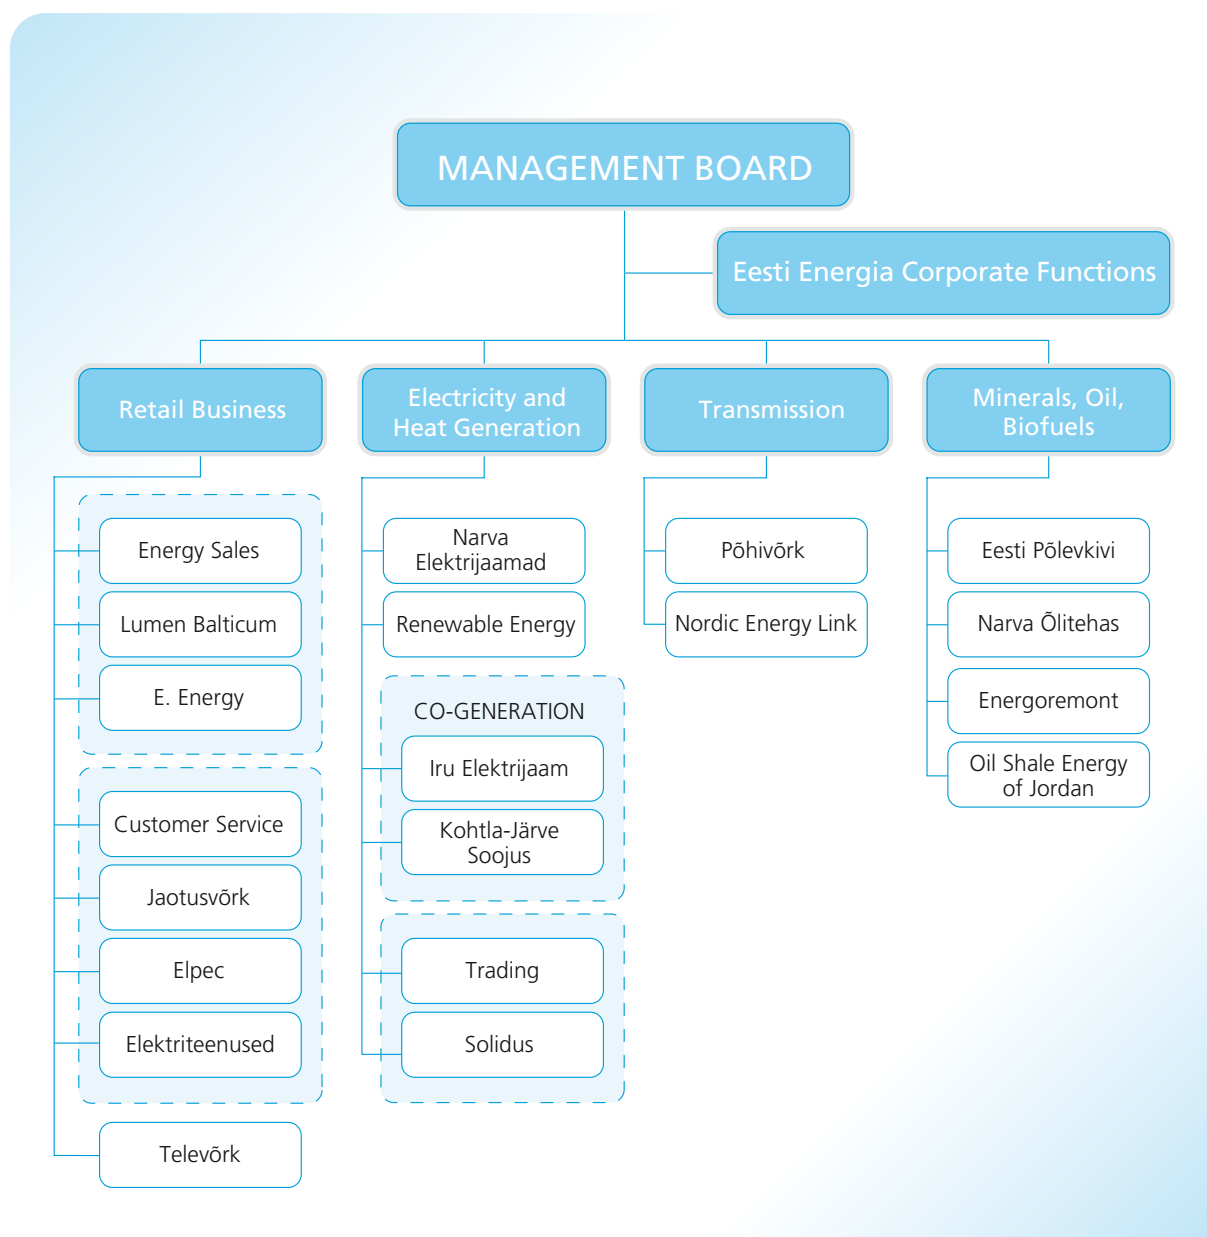 MANAGEMENT BOARD
Eesti Energia Corporate Functions
Retail Business
Energy Sales
Lumen Balticum
E. Energy
Customer Service
Jaotusvõrk
Elpec
Elektriteenused
Televõrk
Electricity and
Heat Generation
Narva
Elektrijaamad
Renewable Energy
CO-GENERATION
Iru Elektrijaam
Kohtla-Järve
Soojus
Trading
Solidus
Transmission
Põhivõrk
Nordic Energy Link
Minerals, Oil,
Biofuels
Eesti Põlevkivi
Narva Õlitehas
Energoremont
Oil Shale Energy
of Jordan